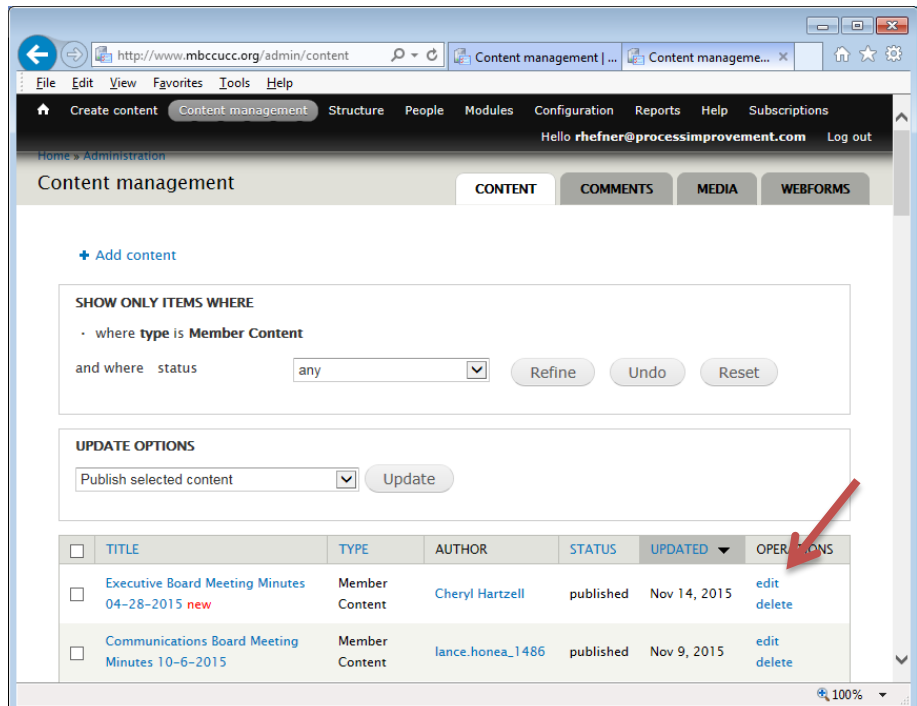 http://www.mbccucc.org/admin/content
Content management | ...
Content manageme...
File Edit View Favorites Tools Help
Create content Content management Structure People Modules Configuration Reports Help Subscriptions
Hello rhefner@processimprovement.com Log out
Home » Administration
Content management
CONTENT COMMENTS MEDIA WEBFORMS
+ Add content
SHOW ONLY ITEMS WHERE
· where type is Member Content
and where status any Refine Undo Reset
UPDATE OPTIONS
Publish selected content Update
TITLE TYPE AUTHOR STATUS UPDATED OPERATIONS
Executive Board Meeting Minutes 
04-28-2015 new
Member
Content
Cheryl Hartzell published Nov 14, 2015
edit
delete
Communications Board Meeting
Minutes 10-6-2015
Member
Content
lance.honea_1486 published Nov 9, 2015
edit
delete
100%